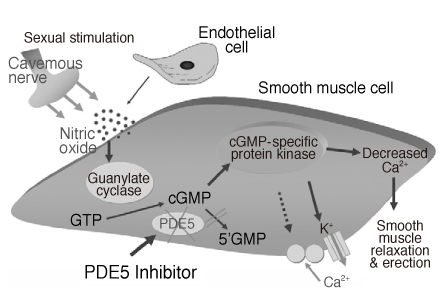 Sexual stimulation
Cavernous
nerve
Endothelial
cell
Smooth muscle cell
Nitric
oxide
cGMP-specific
protein kinase
Decreased
Ca²⁺
Guanylate
cyclase
cGMP
GTP
PDE5
5'GMP
K⁺
Smooth
muscle
relaxation
& erection
PDE5 Inhibitor
Ca²⁺